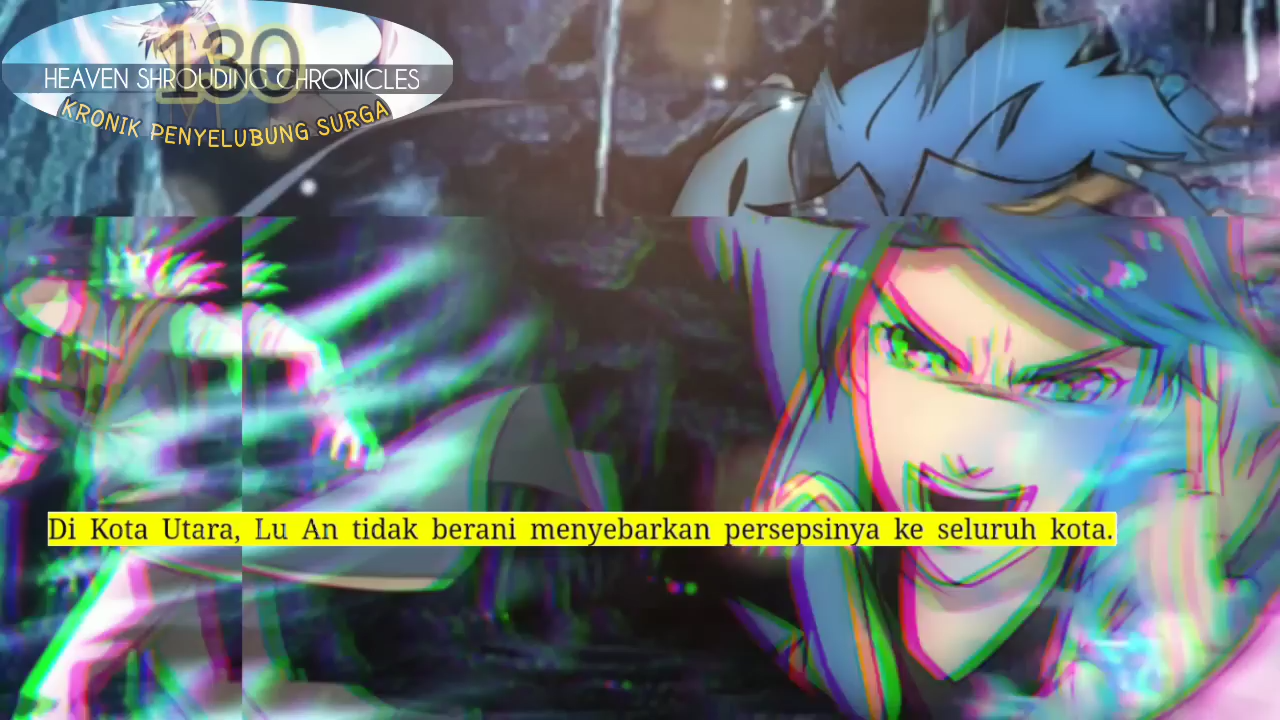 130
HEAVEN SHROUDING CHRONICLES
KRONIK PENYELUBUNG SURGA
Di Kota Utara, Lu An tidak berani menyebarkan persepsinya ke seluruh kota.